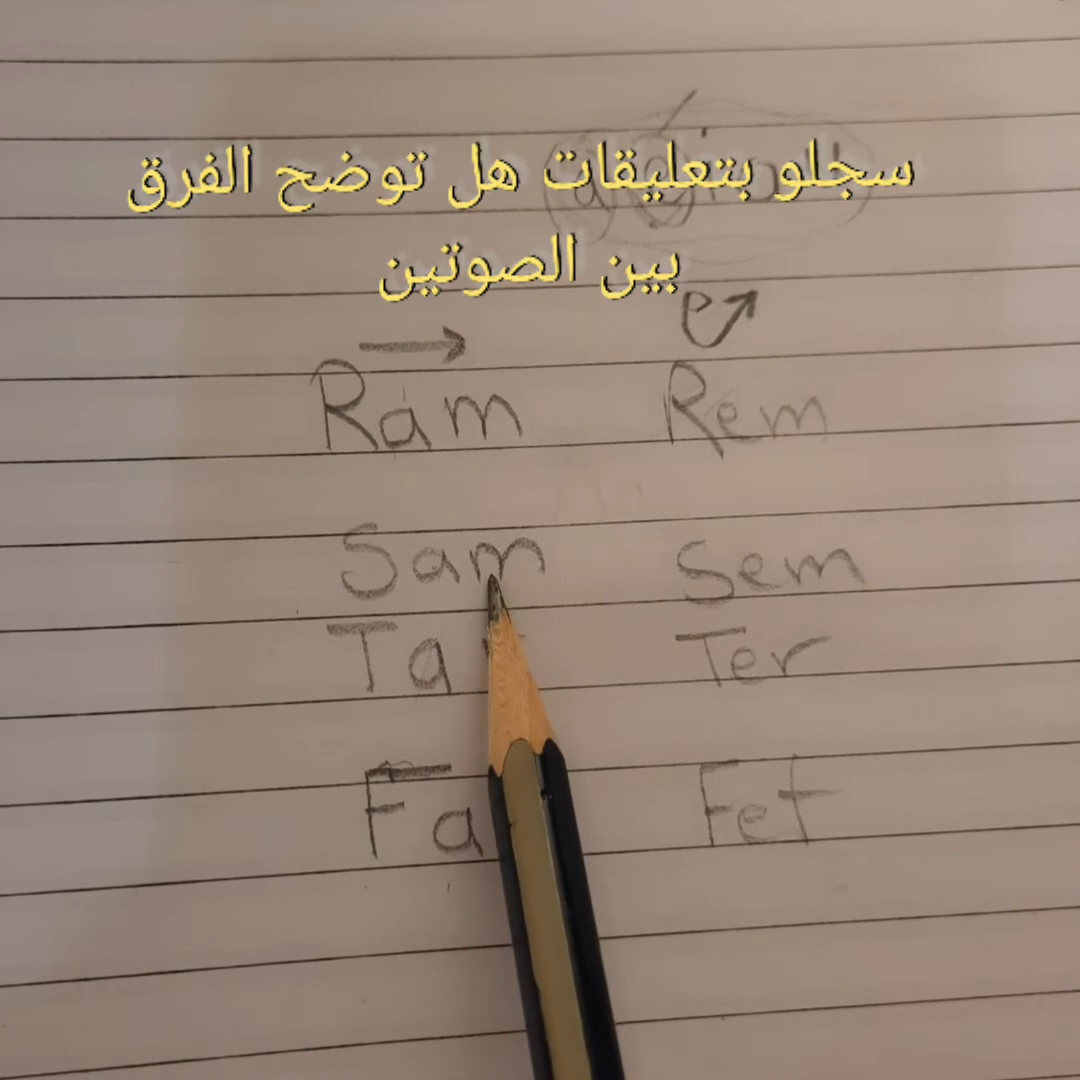 سجلو بتعليقات هل توضح الفرق
بين الصوتين
e
Ram Rem
Sam Sem
Ta Ter
Fa Fet